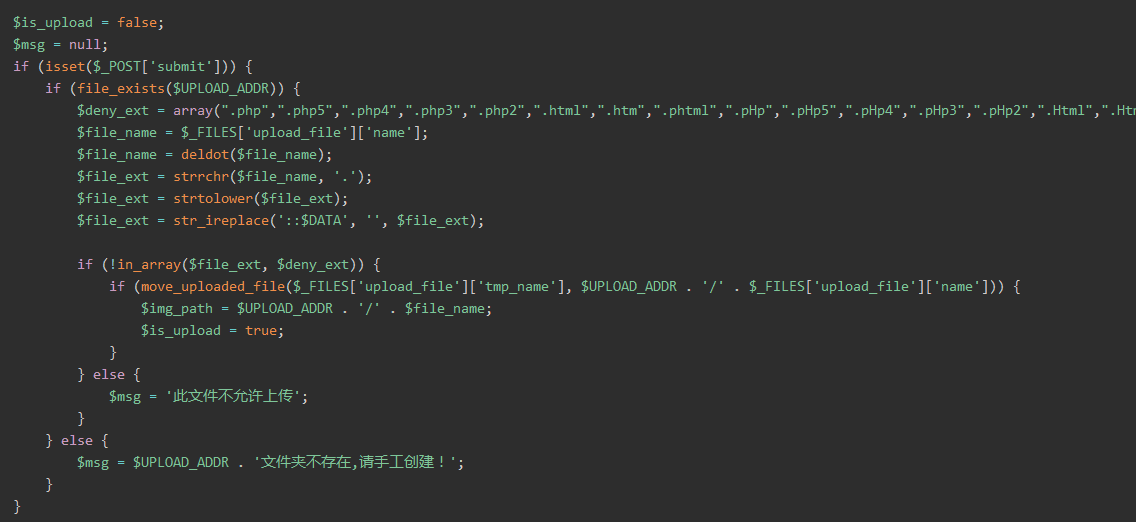 $is_upload = false;
$msg = null;
if (isset($_POST['submit'])) {
    if (file_exists($UPLOAD_ADDR)) {
        $deny_ext = array(".php",".php5",".php4",".php3",".php2",".html",".htm",".phtml",".pHp",".pHp5",".pHp4",".pHp3",".pHp2",".Html",".Htm
        $file_name = $_FILES['upload_file']['name'];
        $file_name = deldot($file_name);
        $file_ext = strrchr($file_name, '.');
        $file_ext = strtolower($file_ext);
        $file_ext = str_ireplace('::$DATA', '', $file_ext);
        if (!in_array($file_ext, $deny_ext)) {
            if (move_uploaded_file($_FILES['upload_file']['tmp_name'], $UPLOAD_ADDR . '/' . $_FILES['upload_file']['name'])) {
                $img_path = $UPLOAD_ADDR . '/' . $file_name;
                $is_upload = true;
            }
        } else {
            $msg = '此文件不允许上传';
        }
    } else {
        $msg = $UPLOAD_ADDR . '文件夹不存在,请手工创建！';
    }
}